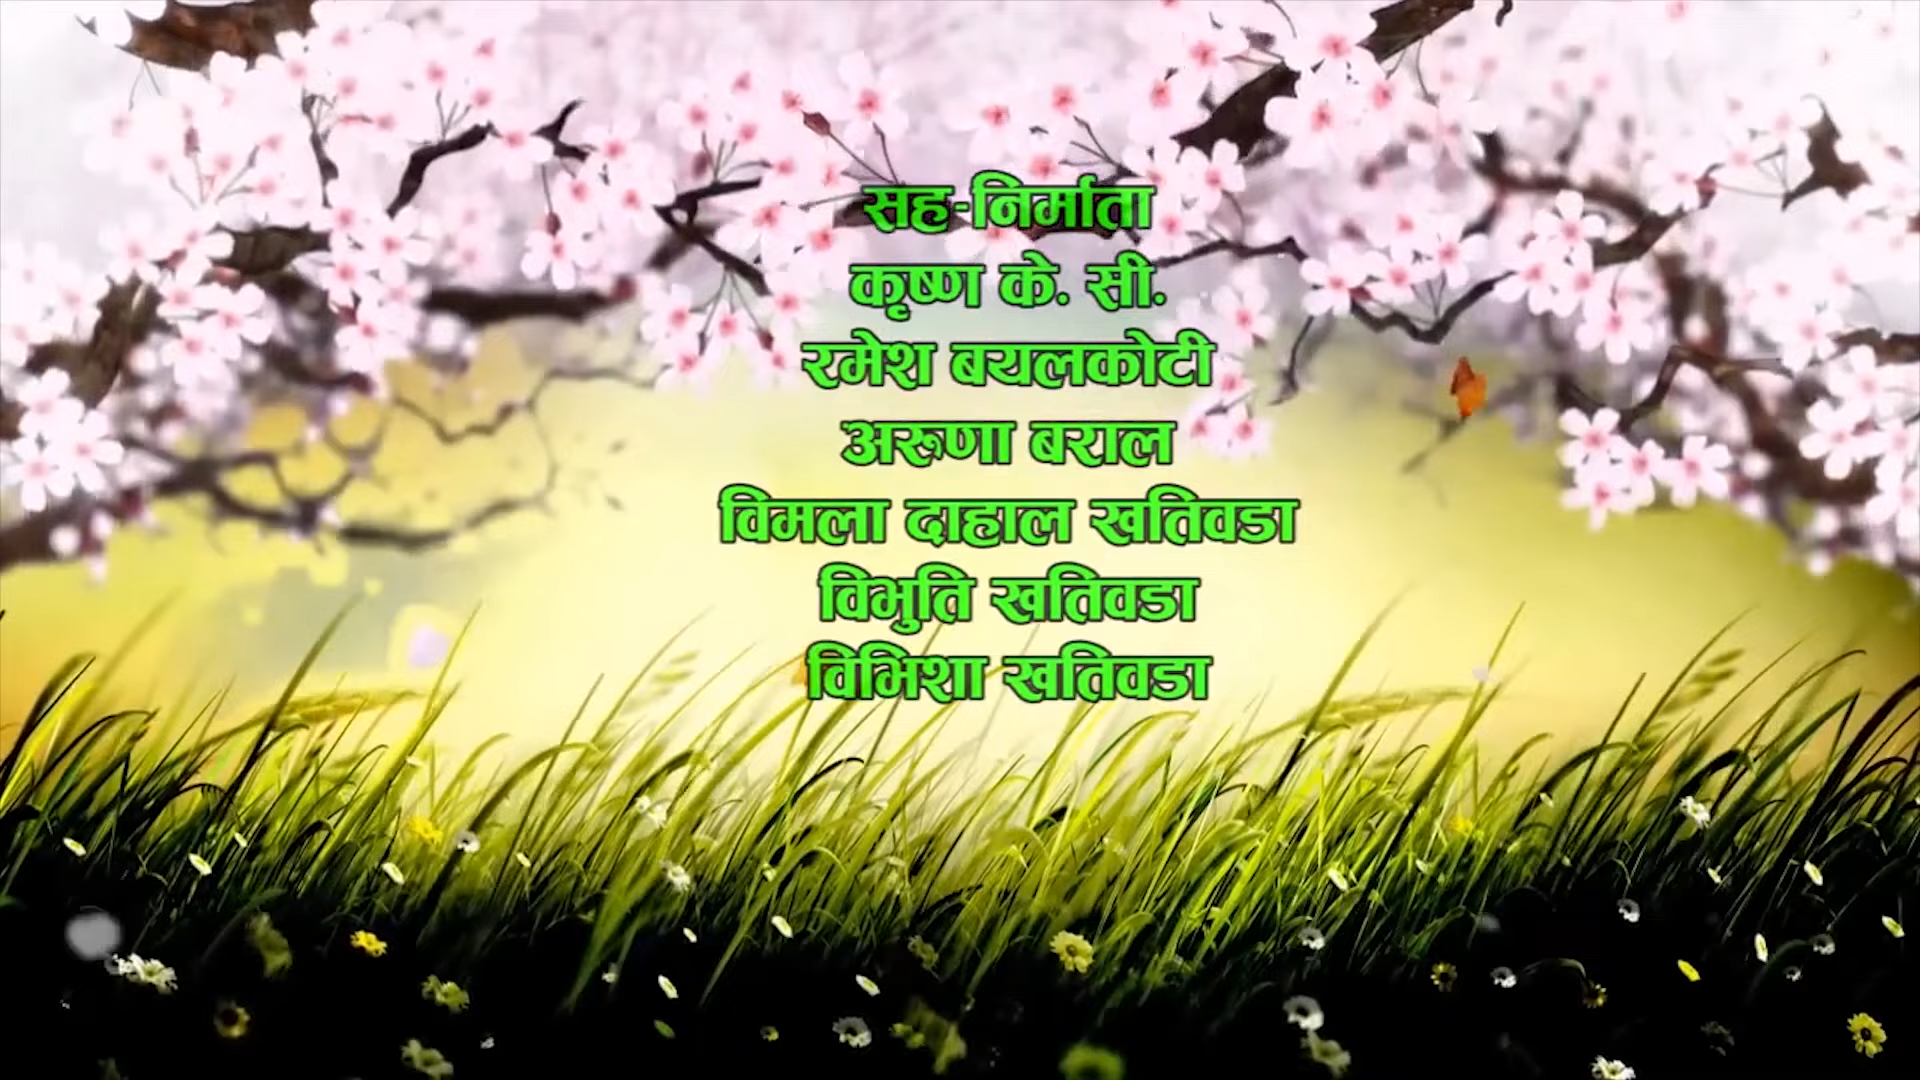 सह-निर्माता
कृष्ण के. सी.
रमेश बयलकोटी
अरुणा बराल
विमला दाहाल खतिवडा
विभुति खतिवडा
विभिशा खतिवडा